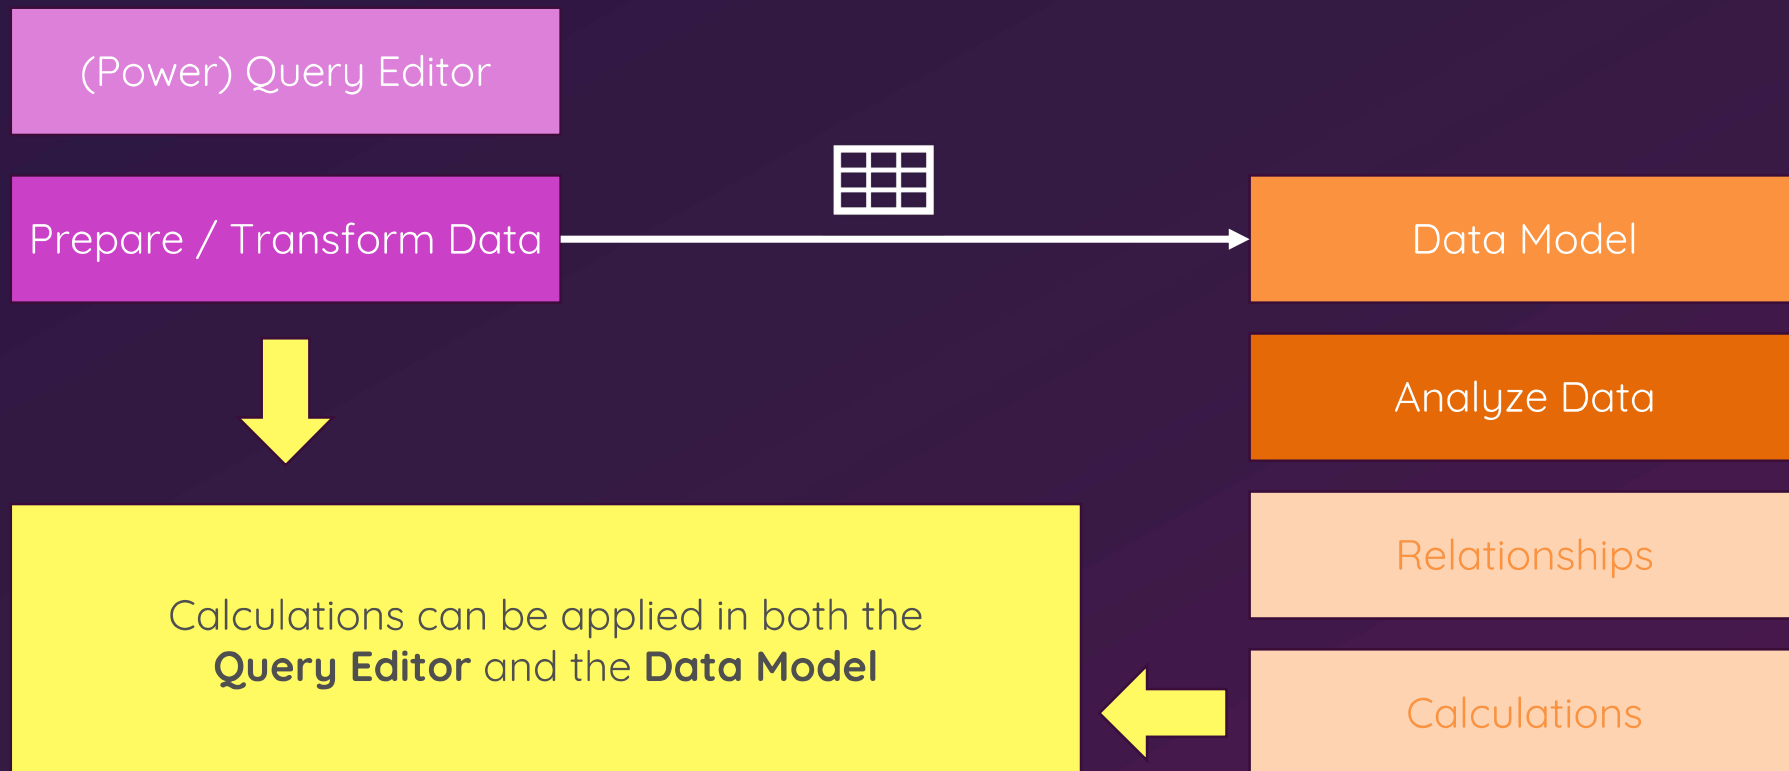 (Power) Query Editor
Prepare / Transform Data
Data Model
Analyze Data
Relationships
Calculations
Calculations can be applied in both the
Query Editor and the Data Model